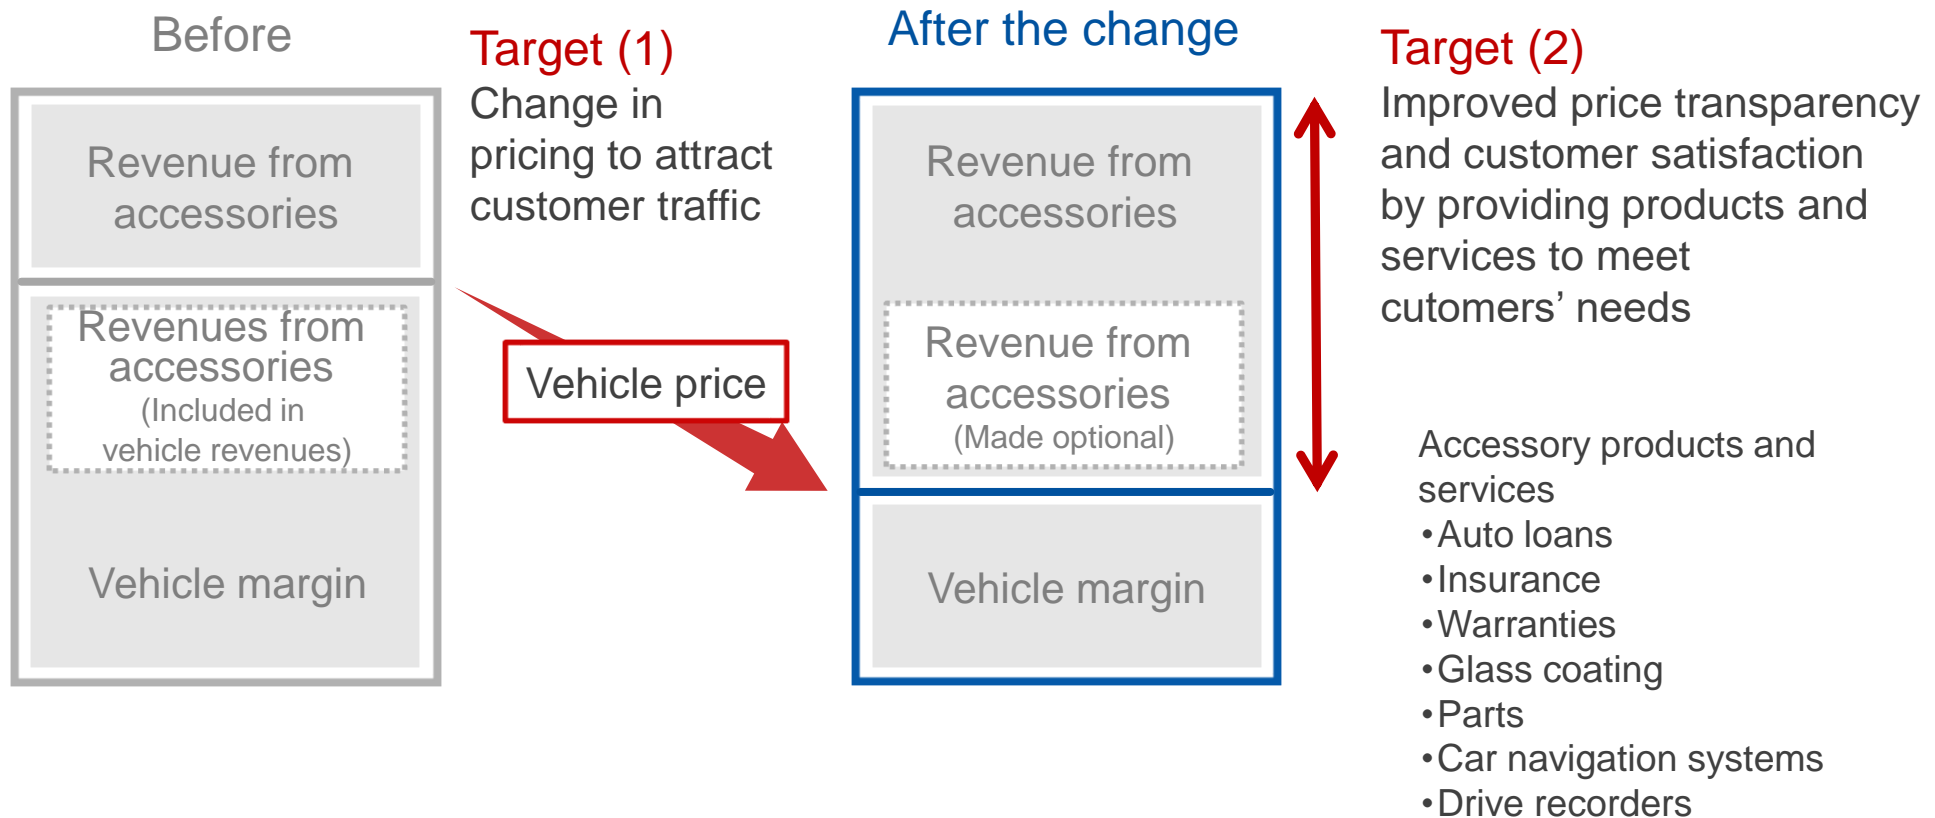 Before
Revenue from
accessories
Revenues from
accessories
(Included in
vehicle revenues)
Vehicle margin
Target (1)
Change in
pricing to attract
customer traffic
Vehicle price
After the change
Revenue from
accessories
Revenue from
accessories
(Made optional)
Vehicle margin
Target (2)
Improved price transparency
and customer satisfaction
by providing products and
services to meet
cutomers’ needs
Accessory products and
services
•Auto loans
•Insurance
•Warranties
•Glass coating
•Parts
•Car navigation systems
•Drive recorders